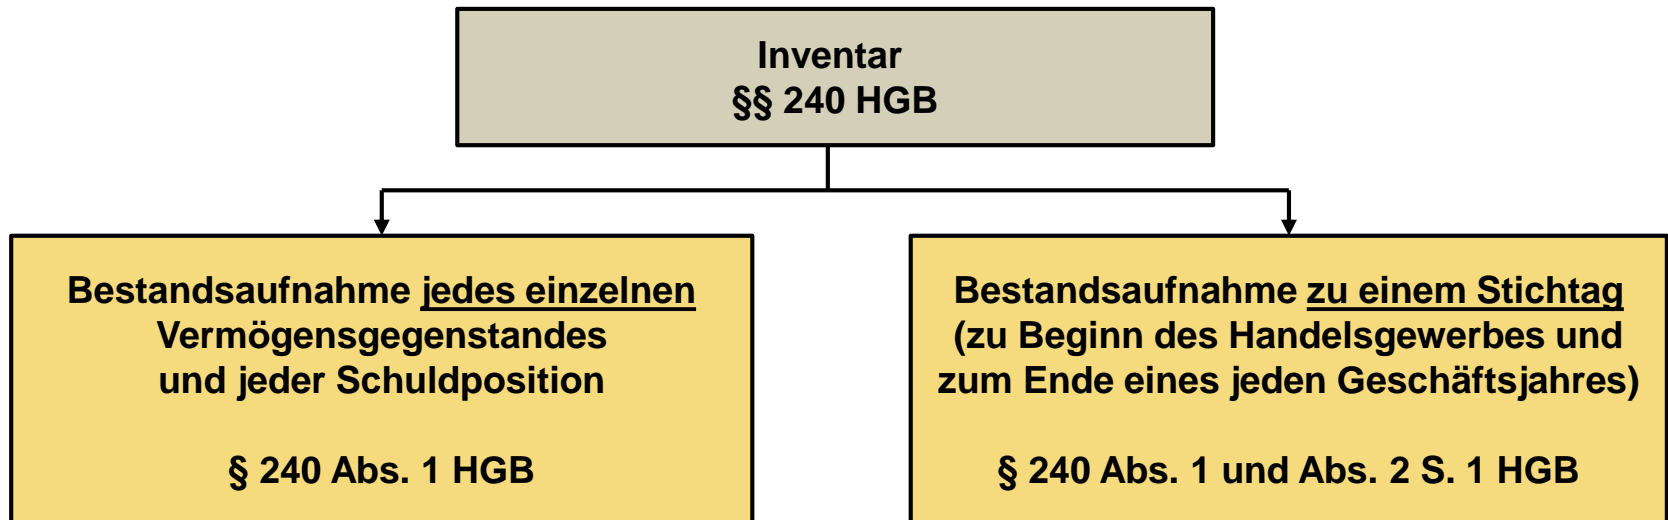 Inventar
§§ 240 HGB
Bestandsaufnahme jedes einzelnen
Vermögensgegenstandes
und jeder Schuldposition
§ 240 Abs. 1 HGB
Bestandsaufnahme zu einem Stichtag
(zu Beginn des Handelsgewerbes und
zum Ende eines jeden Geschäftsjahres)
§ 240 Abs. 1 und Abs. 2 S. 1 HGB